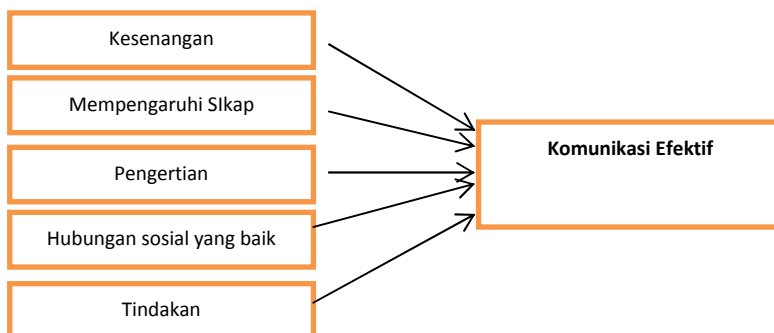 Kesenangan
Mempengaruhi SIkap
Pengertian
Hubungan sosial yang baik
Tindakan
Komunikasi Efektif